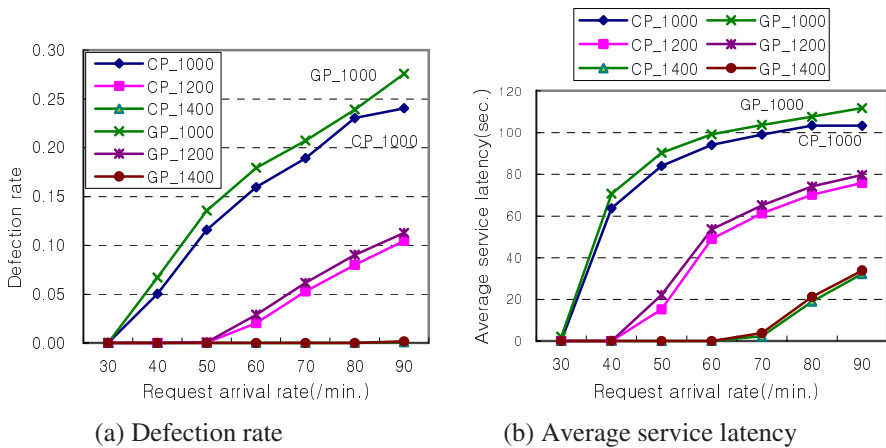 0.30
0.25
0.20
0.15
0.10
0.05
0.00
Defection rate
CP_1000
CP_1200
CP_1400
GP_1000
GP_1200
GP_1400
GP_1000
CP_1000
30 40 50 60 70 80 90
Request arrival rate(/min.)
(a) Defection rate
CP_1000 GP_1000
CP_1200 GP_1200
CP_1400 GP_1400
120
100
80
60
40
20
0
Average service latency(sec.)
GP_1000
CP_1000
30 40 50 60 70 80 90
Request arrival rate(/min.)
(b) Average service latency